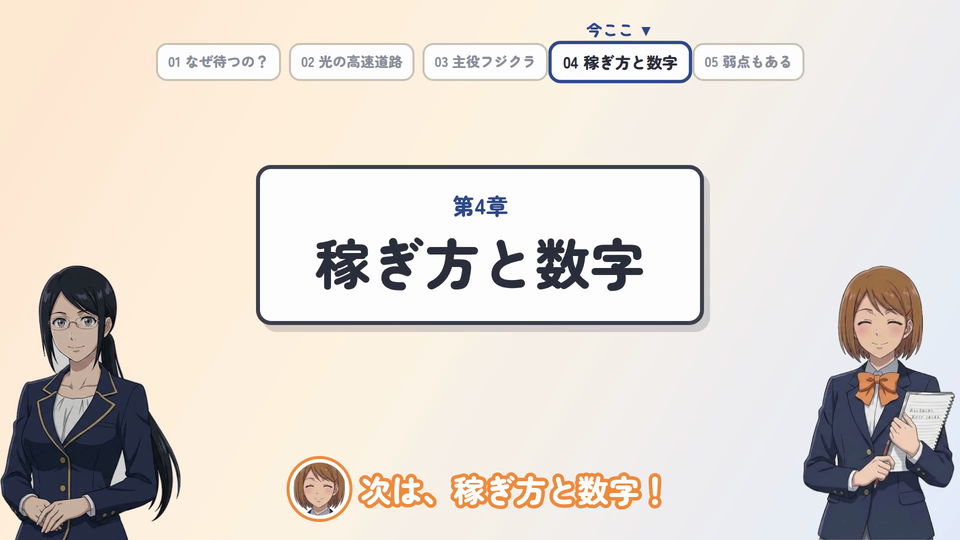 今ここ ▼
01 なぜ待つの？
02 光の高速道路
03 主役フジクラ
04 稼ぎ方と数字
05 弱点もある
第4章
稼ぎ方と数字
次は、稼ぎ方と数字！